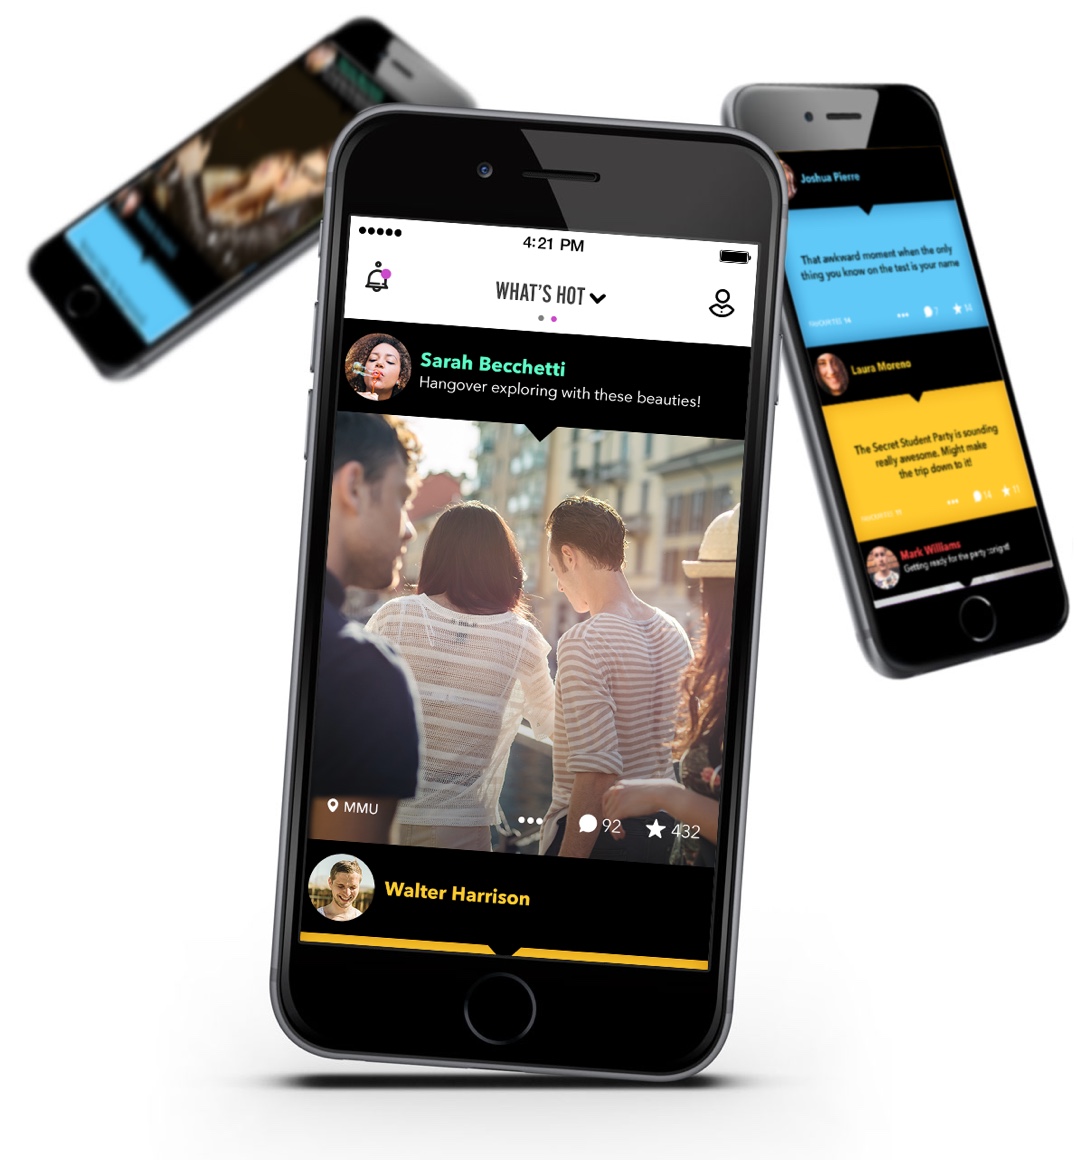 4:21 PM
WHAT'S HOT
Sarah Becchetti
Hangover exploring with these beauties!
MMU
92
432
Walter Harrison
Joshua Pierre
That awkward moment when the only
thing you know on the test is your name
7
14
Laura Moreno
The Secret Student Party is sounding
really awesome. Might make
the trip down to it!
14
Mark Williams
Getting ready for the party tonight